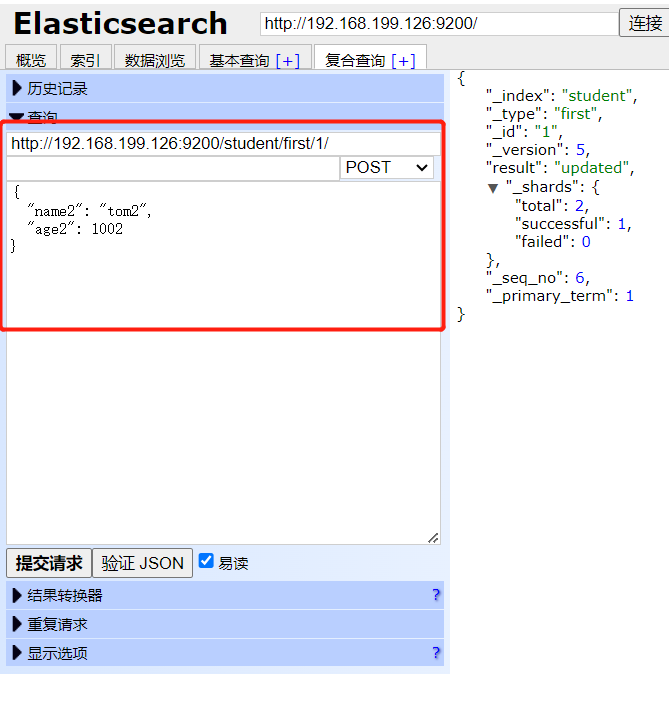 Elasticsearch
http://192.168.199.126:9200/
连接
概览
索引
数据浏览
基本查询 [+]
复合查询 [+]
历史记录
查询
http://192.168.199.126:9200/student/first/1/
POST
{
"name2": "tom2",
"age2": 1002
}
提交请求
验证 JSON
易读
结果转换器
?
重复请求
显示选项
?
{
"_index": "student",
"_type": "first",
"_id": "1",
"_version": 5,
"result": "updated",
▼ "_shards": {
"total": 2,
"successful": 1,
"failed": 0
},
"_seq_no": 6,
"_primary_term": 1
}